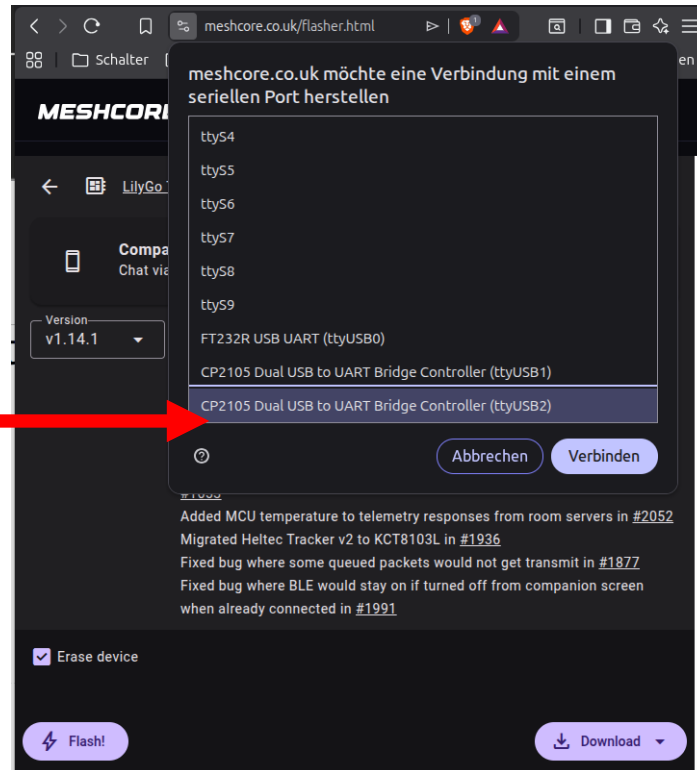 meshcore.co.uk/flasher.html
Schalter
en
meshcore.co.uk möchte eine Verbindung mit einem
seriellen Port herstellen
MESHCORE
ttyS4
ttyS5
ttyS6
ttyS7
ttyS8
ttyS9
FT232R USB UART (ttyUSB0)
CP2105 Dual USB to UART Bridge Controller (ttyUSB1)
CP2105 Dual USB to UART Bridge Controller (ttyUSB2)
Abbrechen
Verbinden
LilyGo
Compa
Chat via
Version
v1.14.1
Added MCU temperature to telemetry responses from room servers in #2052
Migrated Heltec Tracker v2 to KCT8103L in #1936
Fixed bug where some queued packets would not get transmit in #1877
Fixed bug where BLE would stay on if turned off from companion screen
when already connected in #1991
Erase device
Flash!
Download